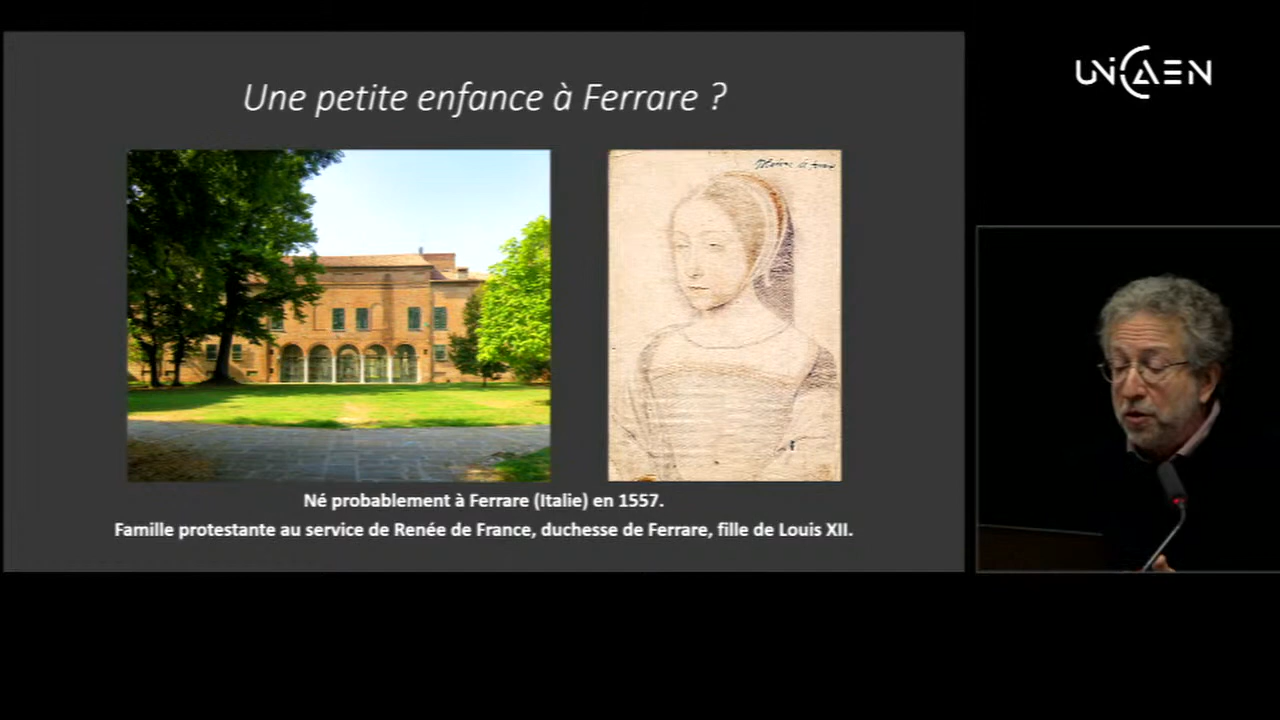 Une petite enfance à Ferrare ?
UNICAEN
Né probablement à Ferrare (Italie) en 1557.
Famille protestante au service de Renée de France, duchesse de Ferrare, fille de Louis XII.